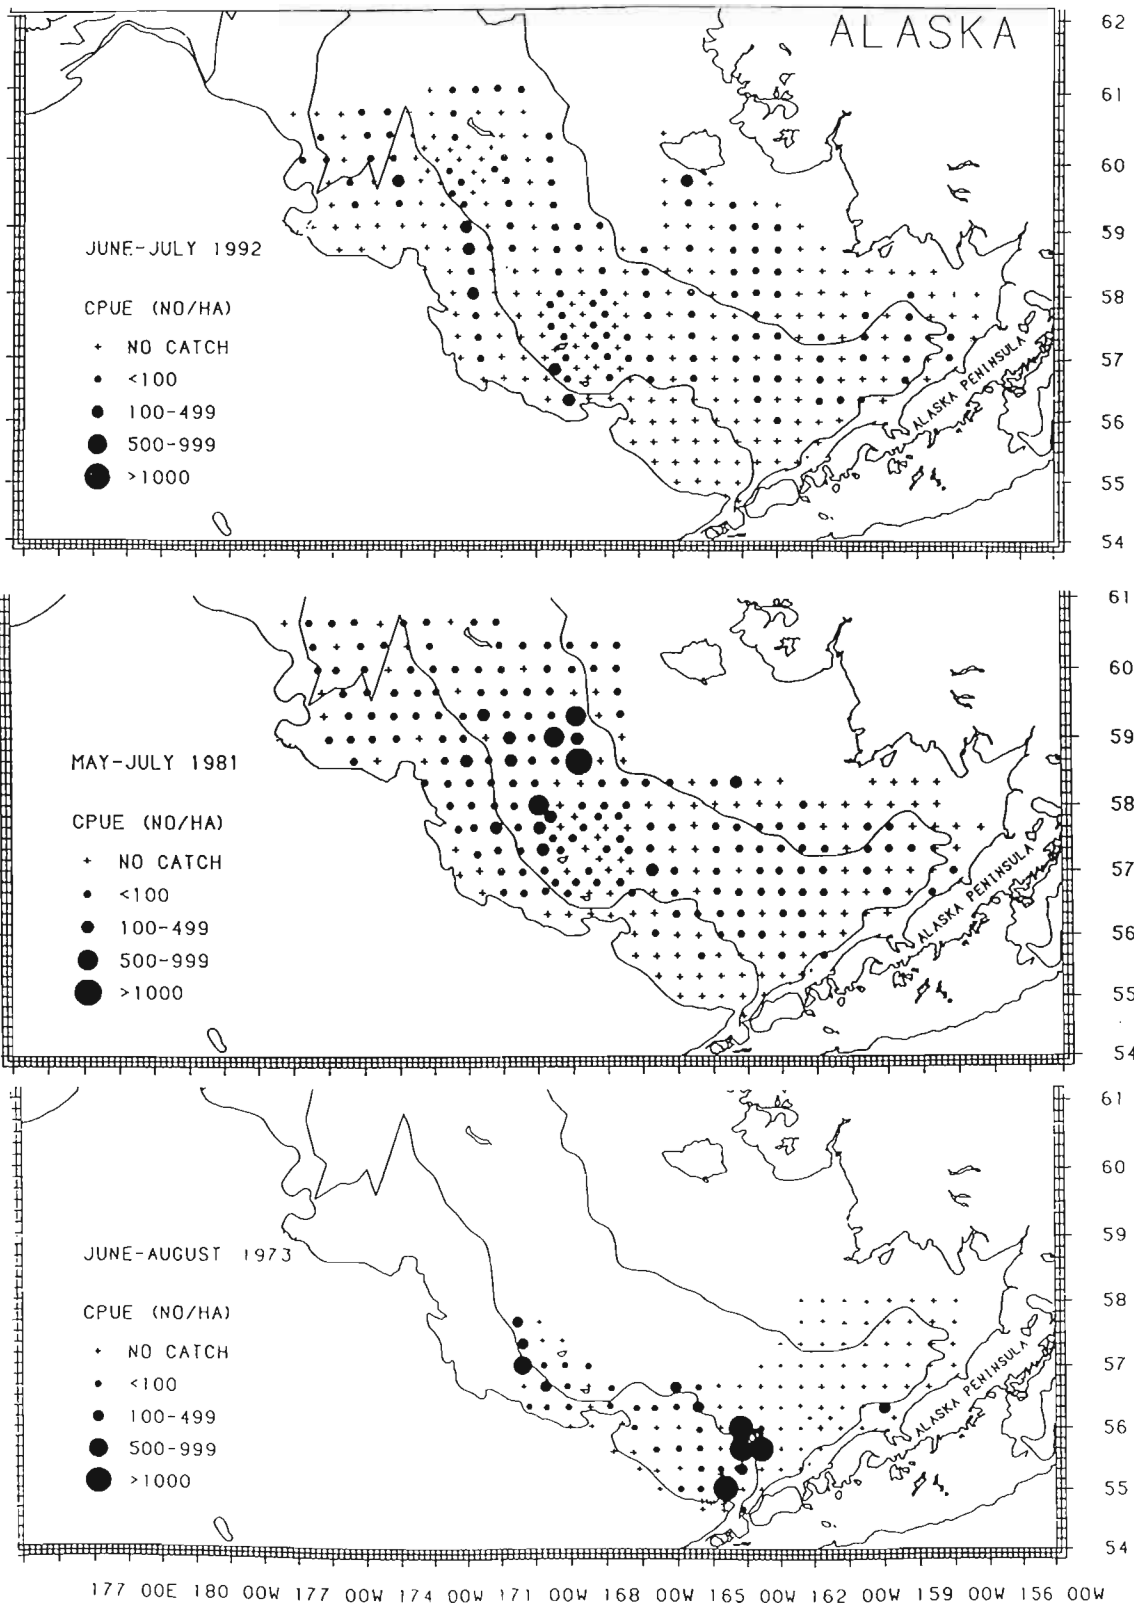 ALASKA
62
61
60
59
58
57
56
55
54
JUNE-JULY 1992
CPUE (NO/HA)
+ NO CATCH
<100
100-499
500-999
>1000
ALASKA PENINSULA
61
60
59
58
57
56
55
54
MAY-JULY 1981
CPUE (NO/HA)
+ NO CATCH
<100
100-499
500-999
>1000
ALASKA PENINSULA
61
60
59
58
57
56
55
54
JUNE-AUGUST 1973
CPUE (NO/HA)
+ NO CATCH
<100
100-499
500-999
>1000
ALASKA PENINSULA
177 00E 180 00W 177 00W 174 00W 171 00W 168 00W 165 00W 162 00W 159 00W 156 00W